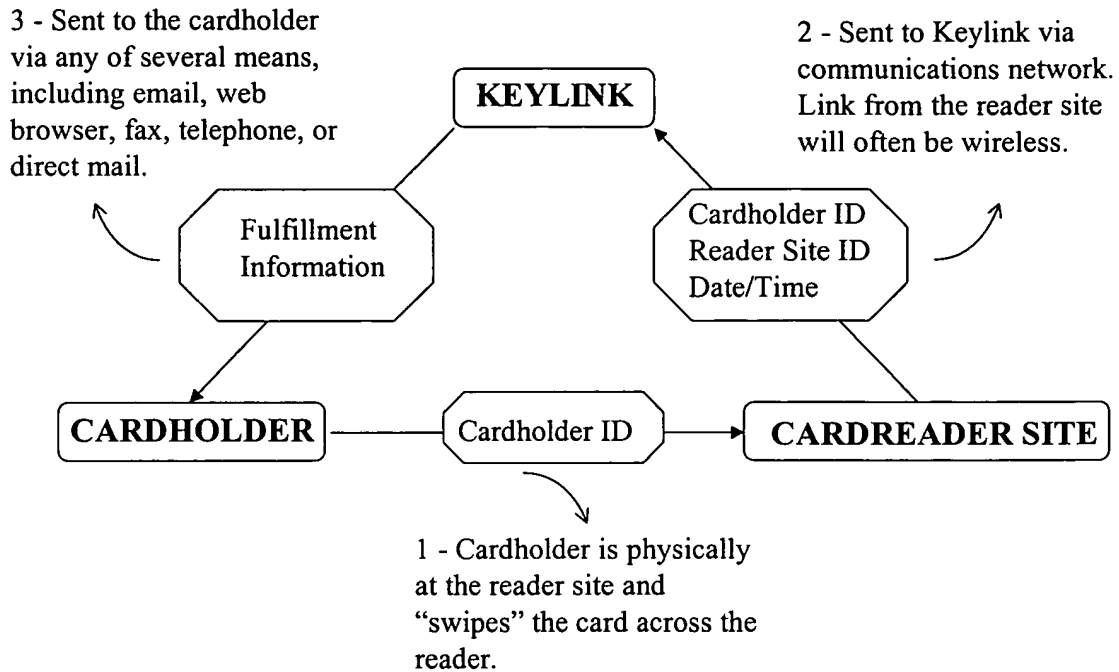 3 - Sent to the cardholder
via any of several means,
including email, web
browser, fax, telephone, or
direct mail.
2 - Sent to Keylink via
communications network.
Link from the reader site
will often be wireless.
KEYLINK
Fulfillment
Information
Cardholder ID
Reader Site ID
Date/Time
CARDHOLDER
Cardholder ID
CARDREADER SITE
1 - Cardholder is physically
at the reader site and
“swipes” the card across the
reader.